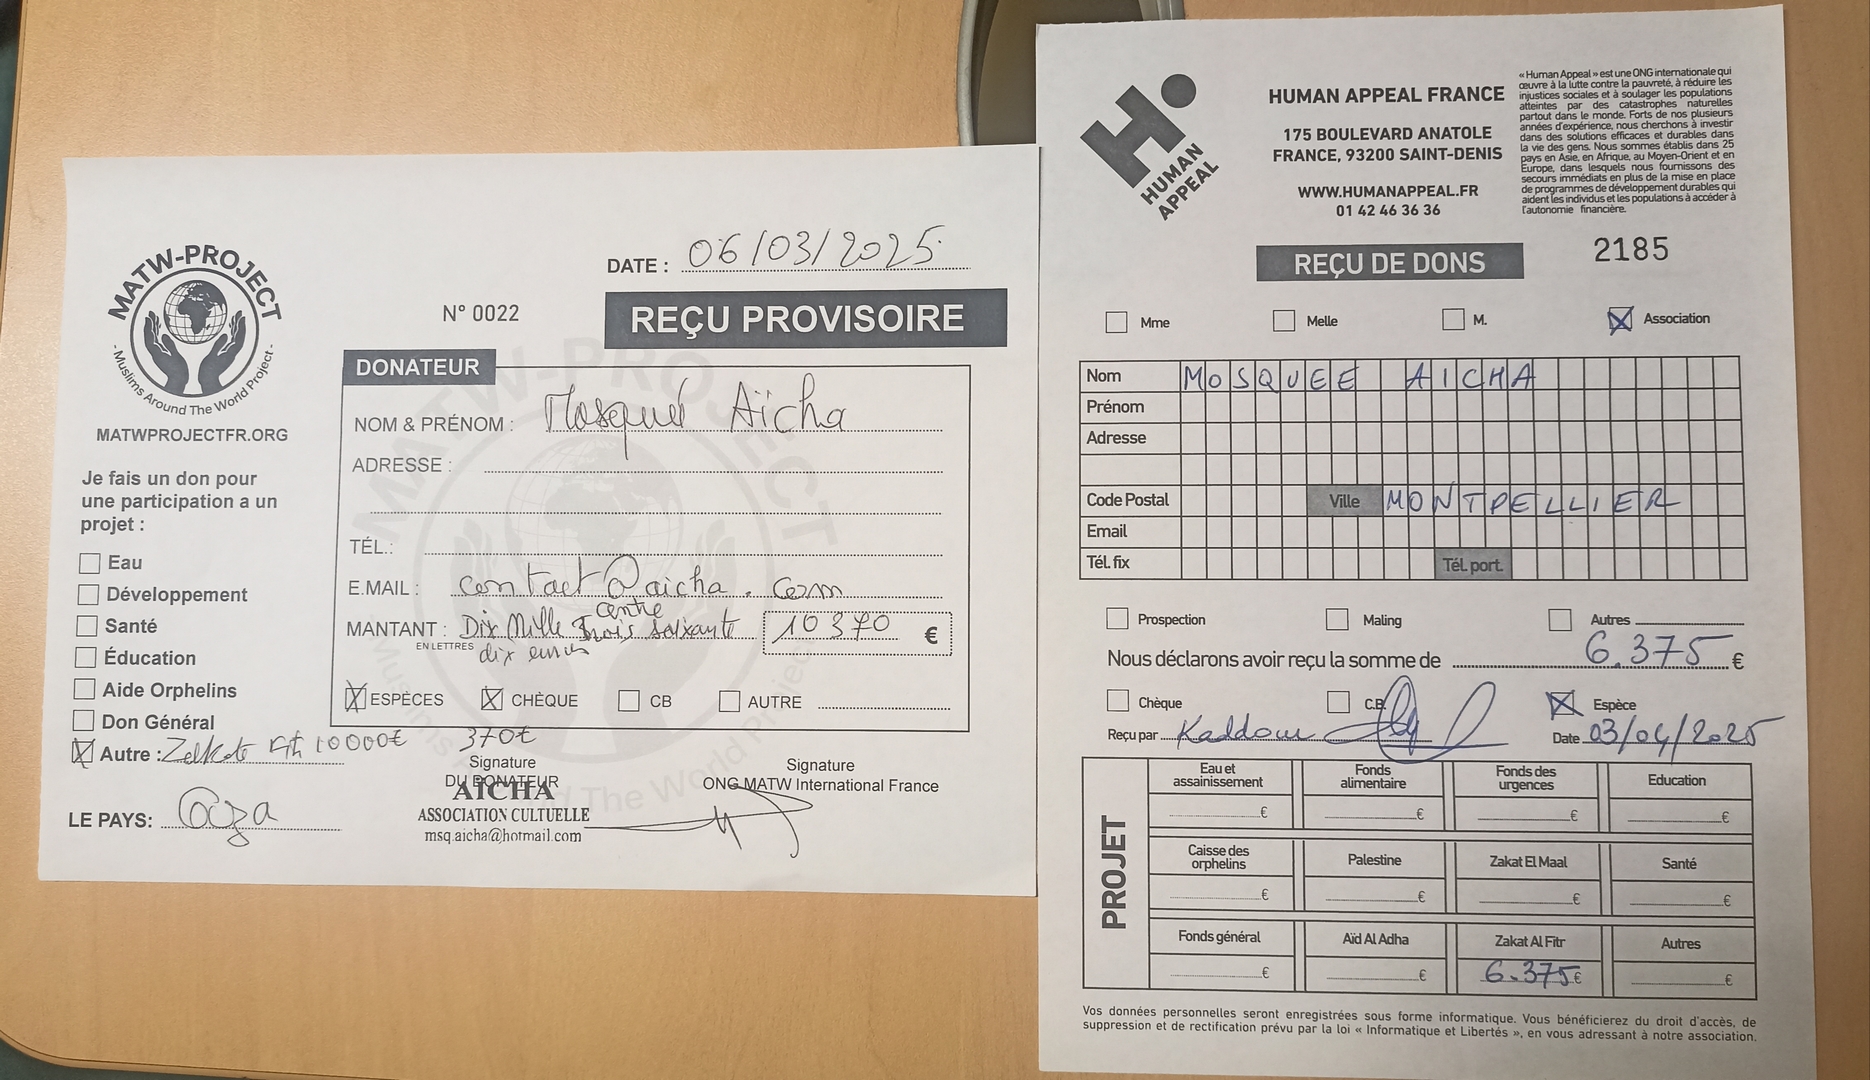 MATW-PROJECT
- Muslims Around The World Project -
MATWPROJECTFR.ORG
Je fais un don pour
une participation a un
projet :
Eau
Développement
Santé
Éducation
Aide Orphelins
Don Général
Autre : 10000€
LE PAYS: Gaza
DATE : 06/03/2025
N° 0022
REÇU PROVISOIRE
DONATEUR
NOM & PRÉNOM : Mosqué Aïcha
ADRESSE :
TÉL.:
E.MAIL : contact@aicha.com
centre
MANTANT : Dix Mille Trois Soixante 10370 €
EN LETTRES dix euros
ESPÈCES CHÈQUE CB AUTRE
370€
Signature
DU DONATEUR
AICHA
ASSOCIATION CULTUELLE
msq.aicha@hotmail.com
Signature
ONG MATW International France
HUMAN APPEAL
HUMAN APPEAL FRANCE
175 BOULEVARD ANATOLE
FRANCE, 93200 SAINT-DENIS
WWW.HUMANAPPEAL.FR
01 42 46 36 36
« Human Appeal » est une ONG internationale qui
œuvre à la lutte contre la pauvreté, à réduire les
injustices sociales et à soulager les populations
atteintes par des catastrophes naturelles
partout dans le monde. Forts de nos plusieurs
années d'expérience, nous cherchons à investir
dans des solutions efficaces et durables dans
la vie des gens. Nous sommes établis dans 25
pays en Asie, en Afrique, au Moyen-Orient et en
Europe, dans lesquels nous fournissons des
secours immédiats en plus de la mise en place
de programmes de développement durables qui
aident les individus et les populations à accéder à
l'autonomie financière.
REÇU DE DONS
2185
Mme Melle M. Association
Nom MOSQUEE AICHA
Prénom
Adresse
Code Postal Ville MONTPELLIER
Email
Tél. fix Tél. port.
Prospection Maling Autres
Nous déclarons avoir reçu la somme de 6.375 €
Chèque C.B. Espèce
Reçu par Kaddour Date 03/04/2025
PROJET
Eau et assainissement Fonds alimentaire Fonds des urgences Education
€ € € €
Caisse des orphelins Palestine Zakat El Maal Santé
€ € € €
Fonds général Aïd Al Adha Zakat Al Fitr Autres
€ € 6.375€ €
Vos données personnelles seront enregistrées sous forme informatique. Vous bénéficierez du droit d'accès, de
suppression et de rectification prévu par la loi « Informatique et Libertés », en vous adressant à notre association.